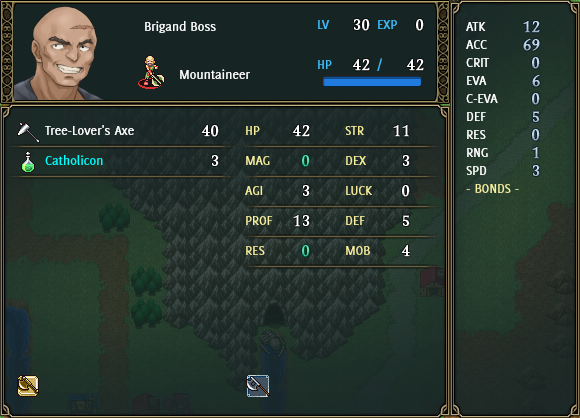 Brigand Boss
LV 30 EXP 0
Mountaineer
HP 42 / 42
Tree-Lover's Axe 40
Catholicon 3
HP 42 STR 11
MAG 0 DEX 3
AGI 3 LUCK 0
PROF 13 DEF 5
RES 0 MOB 4
ATK 12
ACC 69
CRIT 0
EVA 6
C-EVA 0
DEF 5
RES 0
RNG 1
SPD 3
- BONDS -